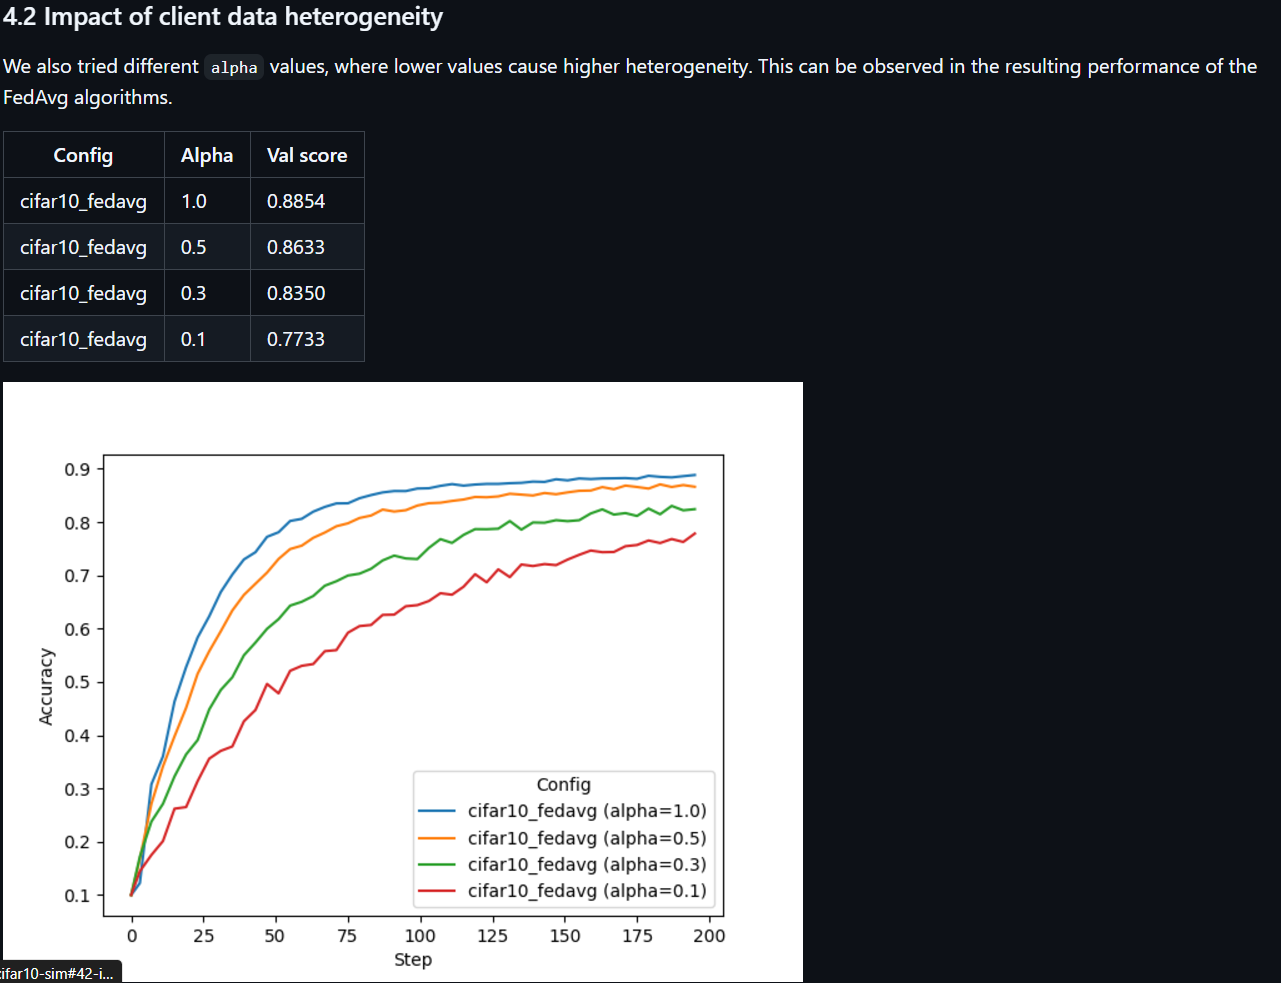 4.2 Impact of client data heterogeneity
We also tried different alpha values, where lower values cause higher heterogeneity. This can be observed in the resulting performance of the
FedAvg algorithms.
Config Alpha Val score
cifar10_fedavg 1.0 0.8854
cifar10_fedavg 0.5 0.8633
cifar10_fedavg 0.3 0.8350
cifar10_fedavg 0.1 0.7733
0.9
0.8
0.7
0.6
0.5
0.4
0.3
0.2
0.1
Accuracy
Config
cifar10_fedavg (alpha=1.0)
cifar10_fedavg (alpha=0.5)
cifar10_fedavg (alpha=0.3)
cifar10_fedavg (alpha=0.1)
0 25 50 75 100 125 150 175 200
Step
ifar10-sim#42-i...